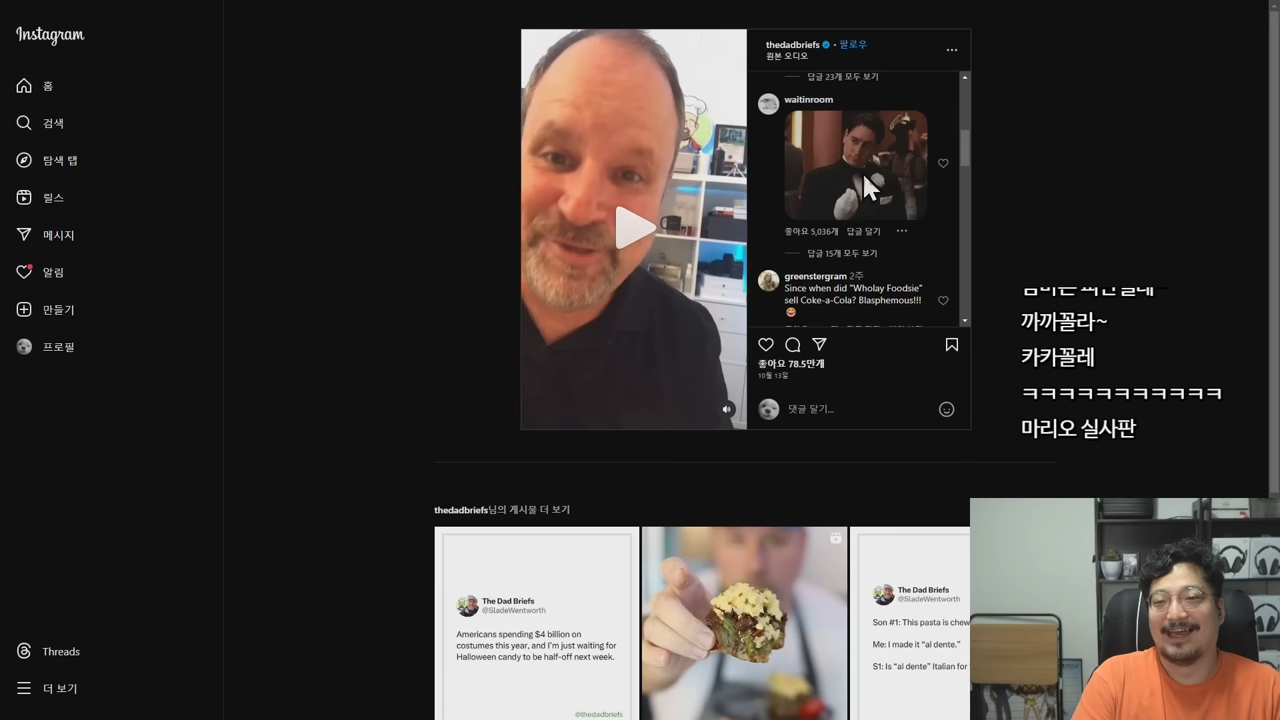 Instagram
홈
검색
탐색 탭
릴스
메시지
알림
만들기
프로필
Threads
더 보기
thedadbriefs • 팔로우
원본 오디오
답글 23개 모두 보기
waitinroom
좋아요 5,036개 답글 달기 ...
답글 15개 모두 보기
greenstergram 2주
Since when did "Wholay Foodsie"
sell Coke-a-Cola? Blasphemous!!!
좋아요 78.5만개
10월 13일
댓글 달기...
까까꼴라~
카카꼴레
ㅋㅋㅋㅋㅋㅋㅋㅋㅋㅋㅋ
마리오 실사판
thedadbriefs님의 게시물 더 보기
The Dad Briefs
@SladeWentworth
Americans spending $4 billion on
costumes this year, and I'm just waiting for
Halloween candy to be half-off next week.
@thedadbriefs
The Dad Briefs
@SladeWentworth
Son #1: This pasta is chew
Me: I made it "al dente."
S1: Is "al dente" Italian for